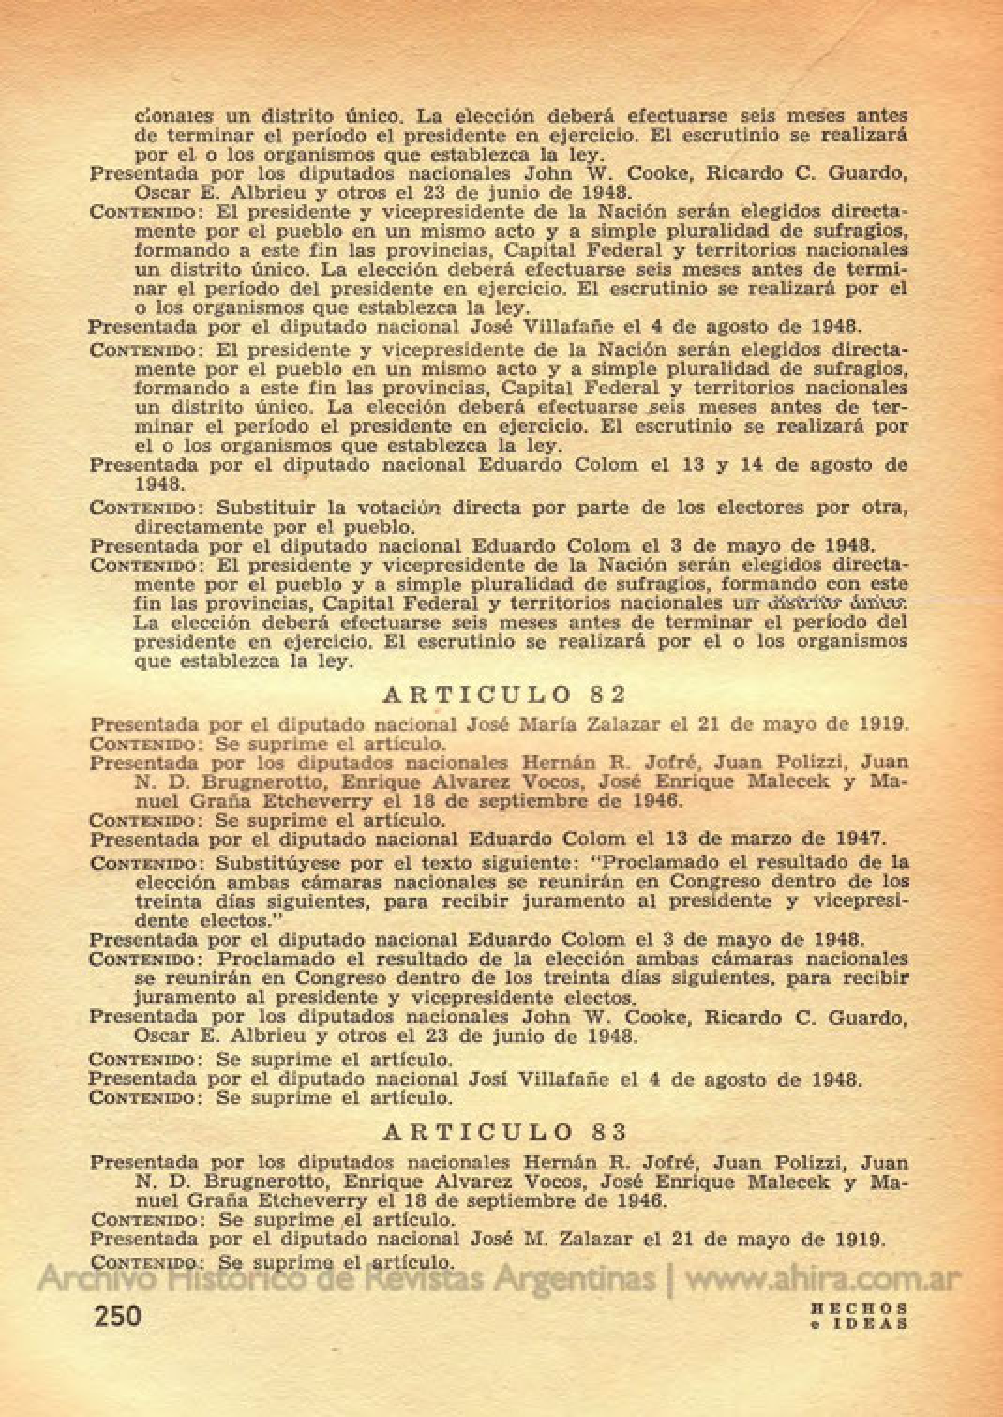 cionales un distrito único. La elección deberá efectuarse seis meses antes
de terminar el período el presidente en ejercicio. El escrutinio se realizará
por el o los organismos que establezca la ley.
Presentada por los diputados nacionales John W. Cooke, Ricardo C. Guardo,
Oscar E. Albrieu y otros el 23 de junio de 1948.
CONTENIDO: El presidente y vicepresidente de la Nación serán elegidos directa-
mente por el pueblo en un mismo acto y a simple pluralidad de sufragios,
formando a este fin las provincias, Capital Federal y territorios nacionales
un distrito único. La elección deberá efectuarse seis meses antes de termi-
nar el período del presidente en ejercicio. El escrutinio se realizará por el
o los organismos que establezca la ley.
Presentada por el diputado nacional José Villafañe el 4 de agosto de 1948.
CONTENIDO: El presidente y vicepresidente de la Nación serán elegidos directa-
mente por el pueblo en un mismo acto y a simple pluralidad de sufragios,
formando a este fin las provincias, Capital Federal y territorios nacionales
un distrito único. La elección deberá efectuarse seis meses antes de ter-
minar el período el presidente en ejercicio. El escrutinio se realizará por
el o los organismos que establezca la ley.
Presentada por el diputado nacional Eduardo Colom el 13 y 14 de agosto de
1948.
CONTENIDO: Substituir la votación directa por parte de los electores por otra,
directamente por el pueblo.
Presentada por el diputado nacional Eduardo Colom el 3 de mayo de 1948.
CONTENIDO: El presidente y vicepresidente de la Nación serán elegidos directa-
mente por el pueblo y a simple pluralidad de sufragios, formando con este
fin las provincias, Capital Federal y territorios nacionales un distrito único.
La elección deberá efectuarse seis meses antes de terminar el período del
presidente en ejercicio. El escrutinio se realizará por el o los organismos
que establezca la ley.
ARTICULO 82
Presentada por el diputado nacional José María Zalazar el 21 de mayo de 1919.
CONTENIDO: Se suprime el artículo.
Presentada por los diputados nacionales Hernán R. Jofré, Juan Polizzi, Juan
N. D. Brugnerotto, Enrique Alvarez Vocos, José Enrique Malecek y Ma-
nuel Graña Etcheverry el 18 de septiembre de 1946.
CONTENIDO: Se suprime el artículo.
Presentada por el diputado nacional Eduardo Colom el 13 de marzo de 1947.
CONTENIDO: Substitúyese por el texto siguiente: "Proclamado el resultado de la
elección ambas cámaras nacionales se reunirán en Congreso dentro de los
treinta días siguientes, para recibir juramento al presidente y vicepresi-
dente electos."
Presentada por el diputado nacional Eduardo Colom el 3 de mayo de 1948.
CONTENIDO: Proclamado el resultado de la elección ambas cámaras nacionales
se reunirán en Congreso dentro de los treinta días siguientes, para recibir
juramento al presidente y vicepresidente electos.
Presentada por los diputados nacionales John W. Cooke, Ricardo C. Guardo,
Oscar E. Albrieu y otros el 23 de junio de 1948.
CONTENIDO: Se suprime el artículo.
Presentada por el diputado nacional Josí Villafañe el 4 de agosto de 1948.
CONTENIDO: Se suprime el artículo.
ARTICULO 83
Presentada por los diputados nacionales Hernán R. Jofré, Juan Polizzi, Juan
N. D. Brugnerotto, Enrique Alvarez Vocos, José Enrique Malecek y Ma-
nuel Graña Etcheverry el 18 de septiembre de 1946.
CONTENIDO: Se suprime el artículo.
Presentada por el diputado nacional José M. Zalazar el 21 de mayo de 1919.
CONTENIDO: Se suprime el artículo.
Archivo Histórico de Revistas Argentinas | www.ahira.com.ar
250
HECHOS
e IDEAS